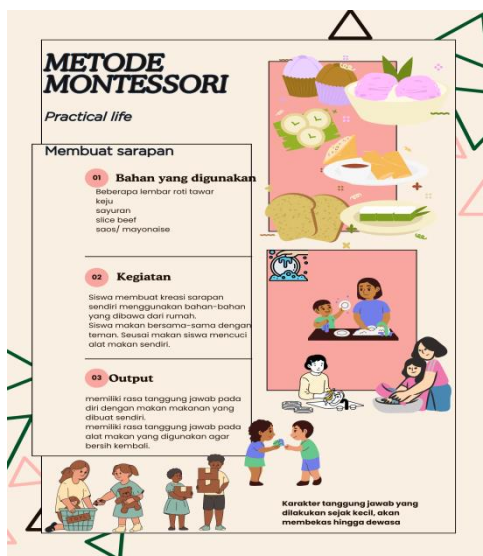 METODE
MONTESSORI
Practical life
Membuat sarapan
01 Bahan yang digunakan
Beberapa lembar roti tawar
keju
sayuran
slice beef
saos/ mayonaise
02 Kegiatan
Siswa membuat kreasi sarapan
sendiri menggunakan bahan-bahan
yang dibawa dari rumah.
Siswa makan bersama-sama dengan
teman. Seusai makan siswa mencuci
alat makan sendiri.
03 Output
memiliki rasa tanggung jawab pada
diri dengan makan makanan yang
dibuat sendiri.
memiliki rasa tanggung jawab pada
alat makan yang digunakan agar
bersih kembali.
Karakter tanggung jawab yang
dilakukan sejak kecil, akan
membekas hingga dewasa